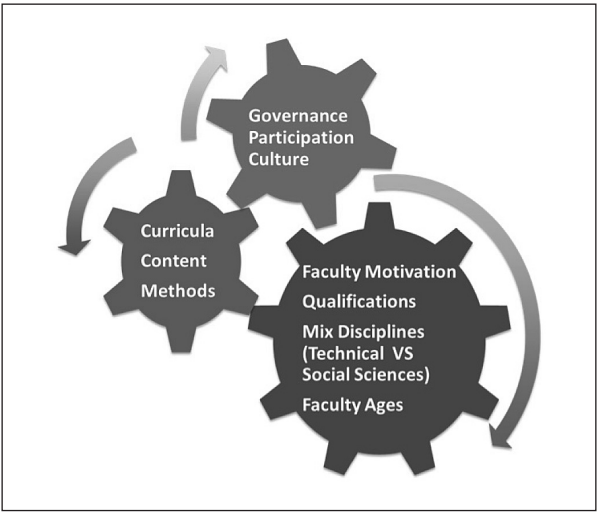 Governance
Participation
Culture
Curricula
Content
Methods
Faculty Motivation
Qualifications
Mix Disciplines
(Technical VS
Social Sciences)
Faculty Ages